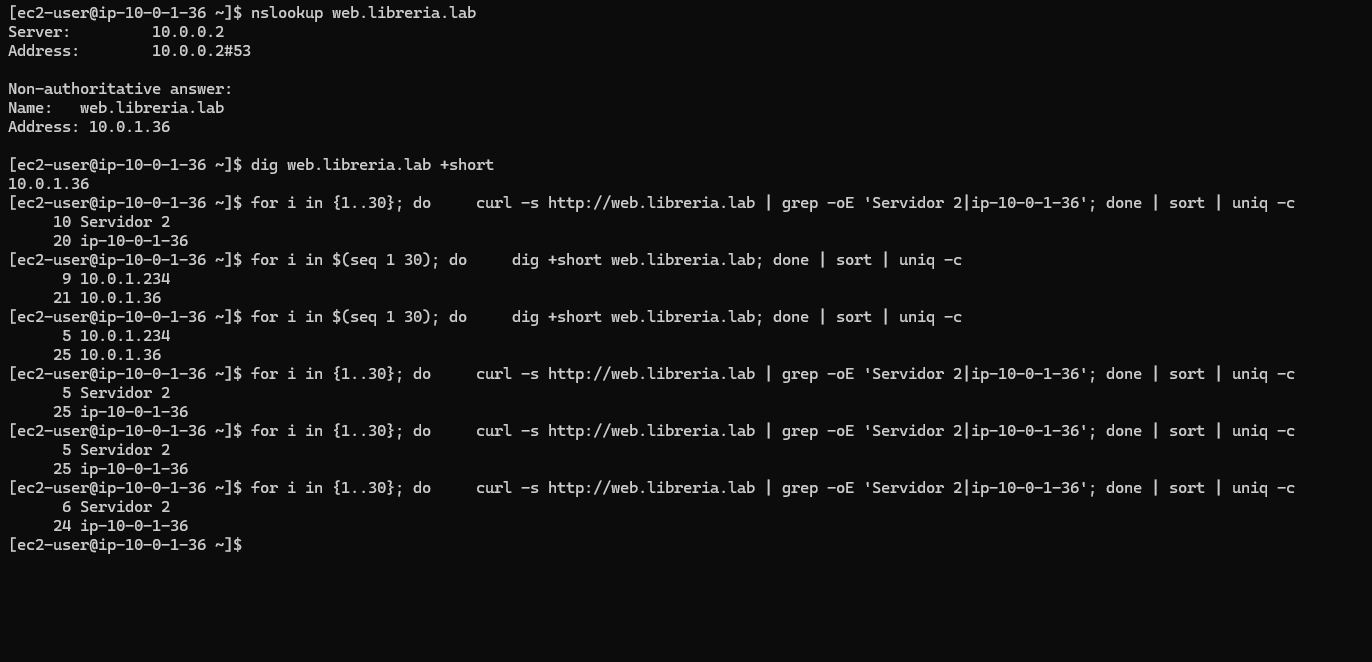 [ec2-user@ip-10-0-1-36 ~]$ nslookup web.libreria.lab
Server:         10.0.0.2
Address:        10.0.0.2#53

Non-authoritative answer:
Name:   web.libreria.lab
Address: 10.0.1.36

[ec2-user@ip-10-0-1-36 ~]$ dig web.libreria.lab +short
10.0.1.36
[ec2-user@ip-10-0-1-36 ~]$ for i in {1..30}; do     curl -s http://web.libreria.lab | grep -oE 'Servidor 2|ip-10-0-1-36'; done | sort | uniq -c
     10 Servidor 2
     20 ip-10-0-1-36
[ec2-user@ip-10-0-1-36 ~]$ for i in $(seq 1 30); do     dig +short web.libreria.lab; done | sort | uniq -c
      9 10.0.1.234
     21 10.0.1.36
[ec2-user@ip-10-0-1-36 ~]$ for i in $(seq 1 30); do     dig +short web.libreria.lab; done | sort | uniq -c
      5 10.0.1.234
     25 10.0.1.36
[ec2-user@ip-10-0-1-36 ~]$ for i in {1..30}; do     curl -s http://web.libreria.lab | grep -oE 'Servidor 2|ip-10-0-1-36'; done | sort | uniq -c
      5 Servidor 2
     25 ip-10-0-1-36
[ec2-user@ip-10-0-1-36 ~]$ for i in {1..30}; do     curl -s http://web.libreria.lab | grep -oE 'Servidor 2|ip-10-0-1-36'; done | sort | uniq -c
      5 Servidor 2
     25 ip-10-0-1-36
[ec2-user@ip-10-0-1-36 ~]$ for i in {1..30}; do     curl -s http://web.libreria.lab | grep -oE 'Servidor 2|ip-10-0-1-36'; done | sort | uniq -c
      6 Servidor 2
     24 ip-10-0-1-36
[ec2-user@ip-10-0-1-36 ~]$